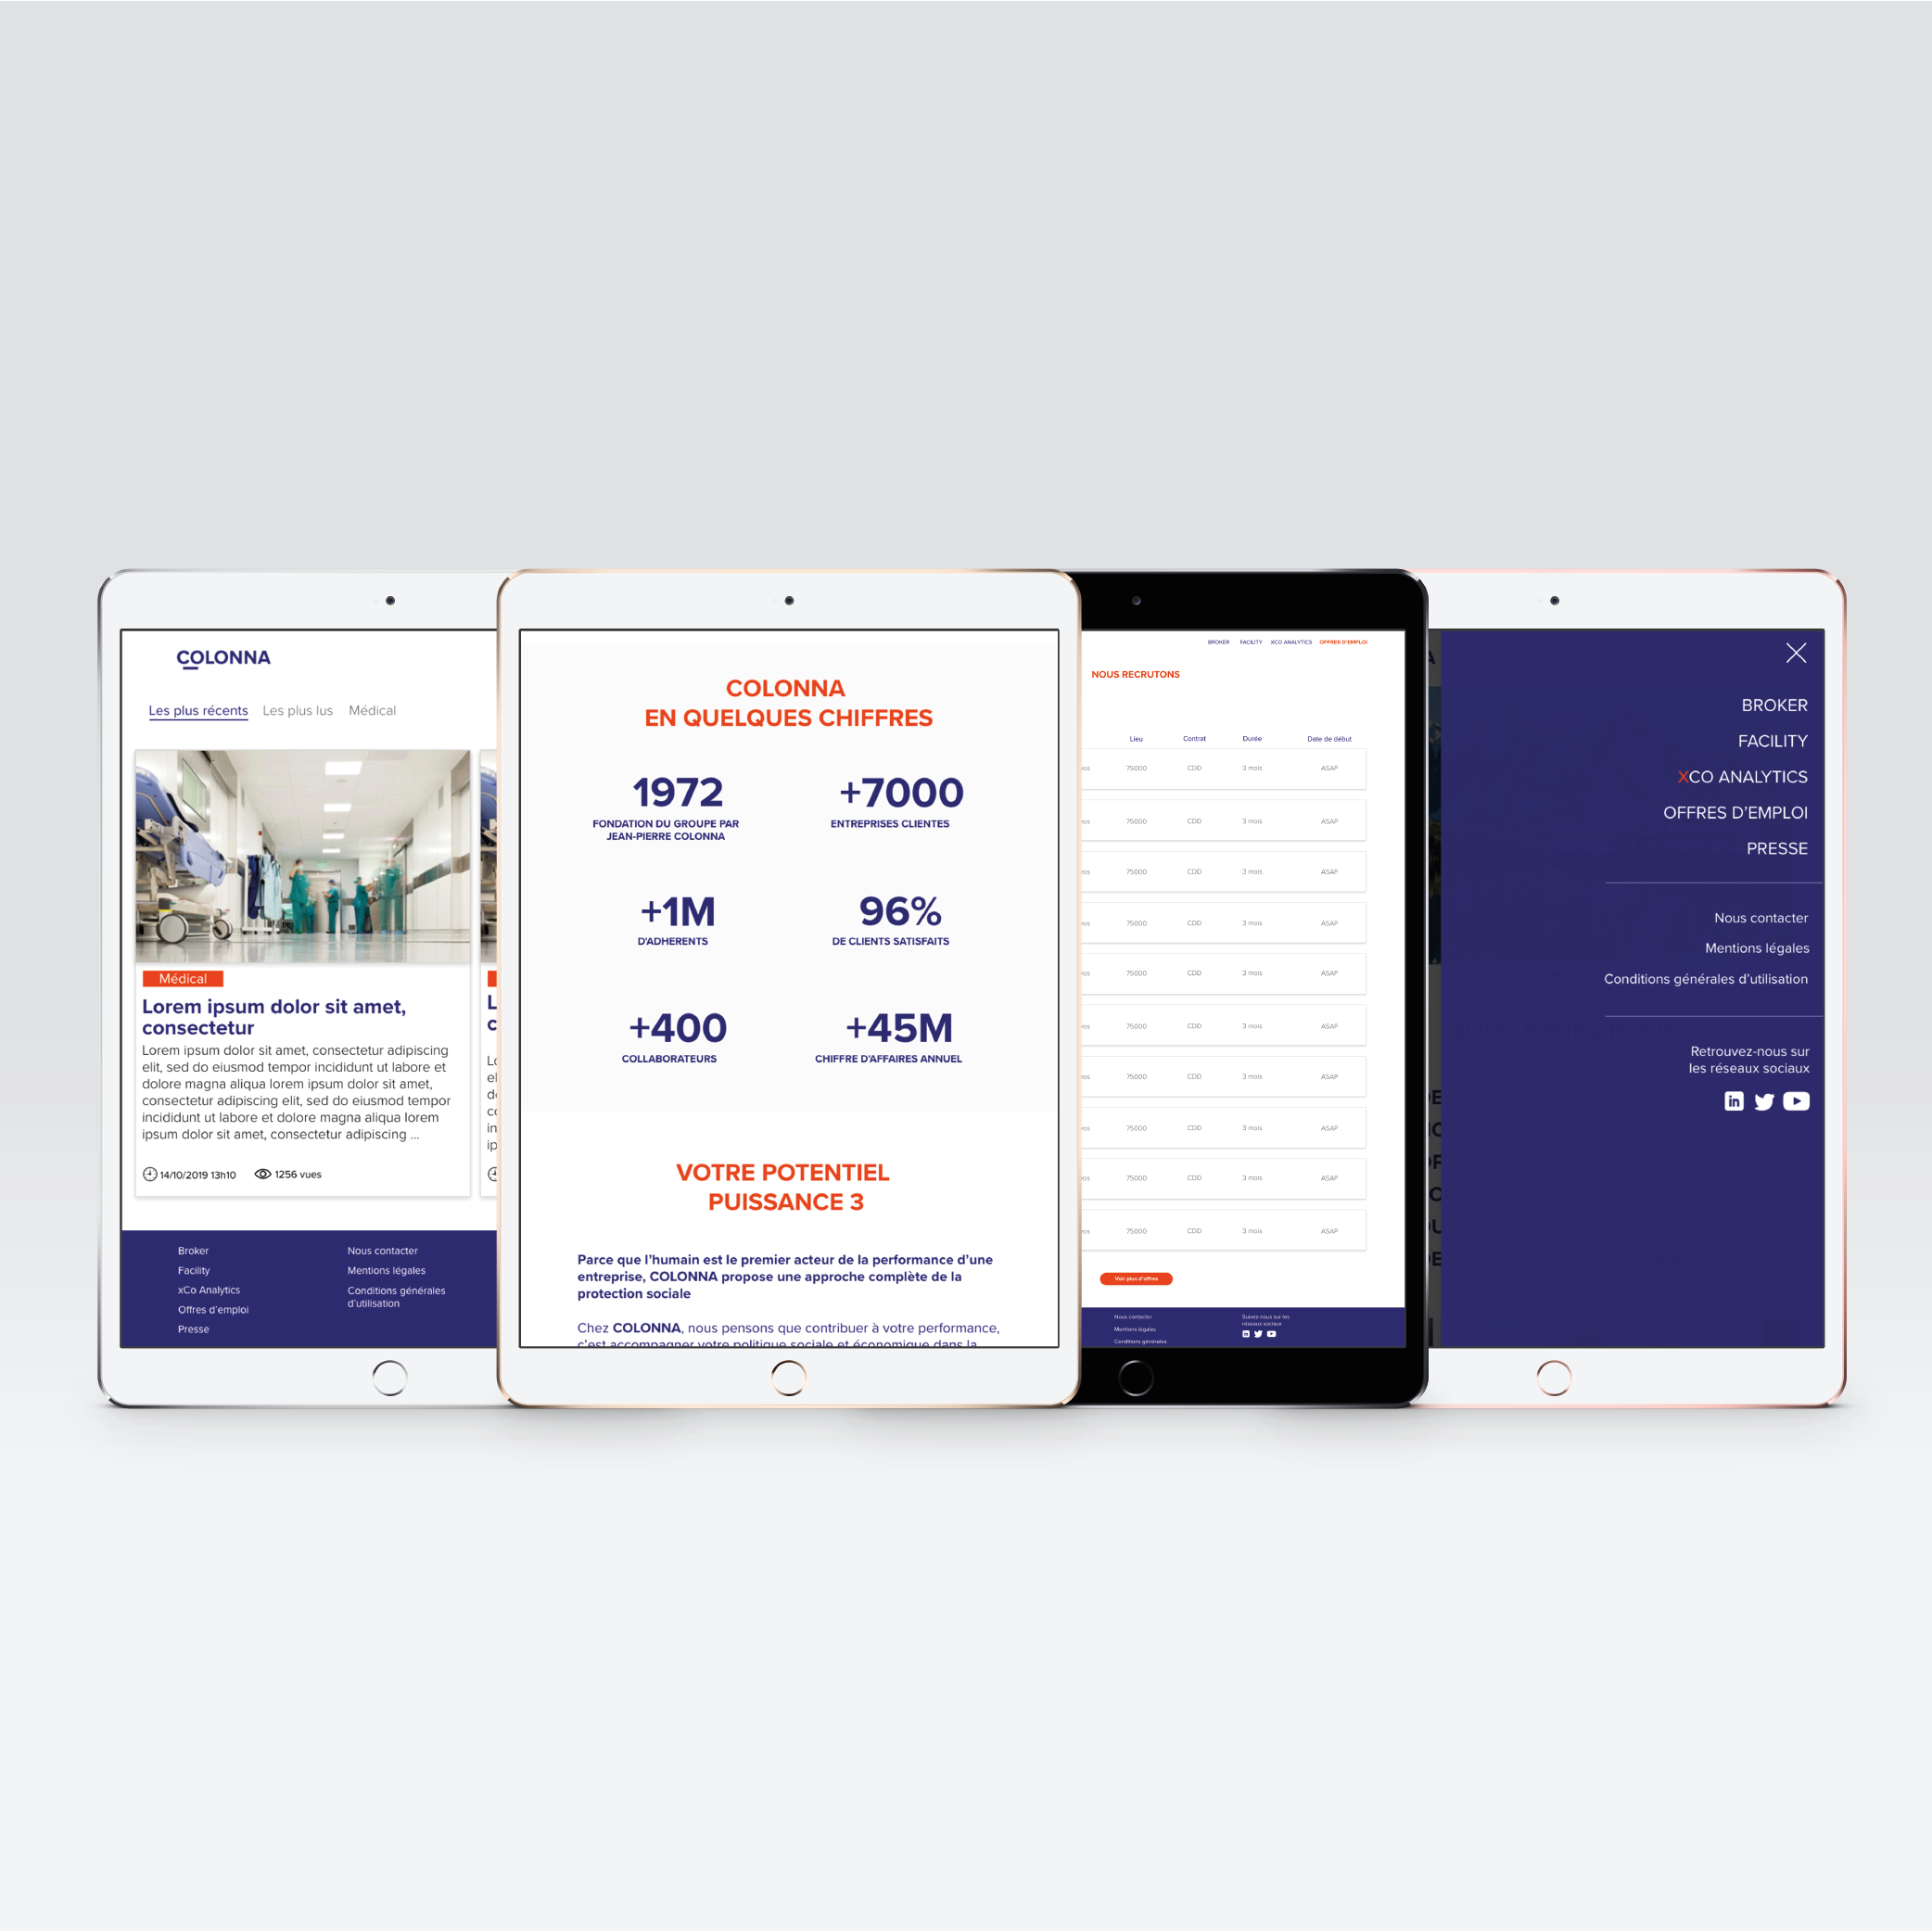 COLONNA
Les plus récents Les plus lus Médical
Médical
Lorem ipsum dolor sit amet,
consectetur
Lorem ipsum dolor sit amet, consectetur adipiscing
elit, sed do eiusmod tempor incididunt ut labore et
dolore magna aliqua lorem ipsum dolor sit amet,
consectetur adipiscing elit, sed do eiusmod tempor
incididunt ut labore et dolore magna aliqua lorem
ipsum dolor sit amet, consectetur adipiscing ...
14/10/2019 13h10 1256 vues
Broker
Facility
xCo Analytics
Offres d'emploi
Presse
Nous contacter
Mentions légales
Conditions générales
d'utilisation
COLONNA
EN QUELQUES CHIFFRES
1972
FONDATION DU GROUPE PAR
JEAN-PIERRE COLONNA
+7000
ENTREPRISES CLIENTES
+1M
D'ADHERENTS
96%
DE CLIENTS SATISFAITS
+400
COLLABORATEURS
+45M
CHIFFRE D'AFFAIRES ANNUEL
VOTRE POTENTIEL
PUISSANCE 3
Parce que l'humain est le premier acteur de la performance d'une
entreprise, COLONNA propose une approche complète de la
protection sociale
Chez COLONNA, nous pensons que contribuer à votre performance,
c'est accompagner votre politique sociale et économique dans la
BROKER FACILITY XCO ANALYTICS OFFRES D'EMPLOI
NOUS RECRUTONS
Lieu Contrat Durée Date de début
75000 CDD 3 mois ASAP
75000 CDD 3 mois ASAP
75000 CDD 3 mois ASAP
75000 CDD 3 mois ASAP
75000 CDD 3 mois ASAP
75000 CDD 3 mois ASAP
75000 CDD 3 mois ASAP
75000 CDD 3 mois ASAP
75000 CDD 3 mois ASAP
75000 CDD 3 mois ASAP
Voir plus d'offres
Nous contacter
Mentions légales
Conditions générales
Suivez-nous sur les
réseaux sociaux
BROKER
FACILITY
XCO ANALYTICS
OFFRES D'EMPLOI
PRESSE
Nous contacter
Mentions légales
Conditions générales d'utilisation
Retrouvez-nous sur
les réseaux sociaux
in